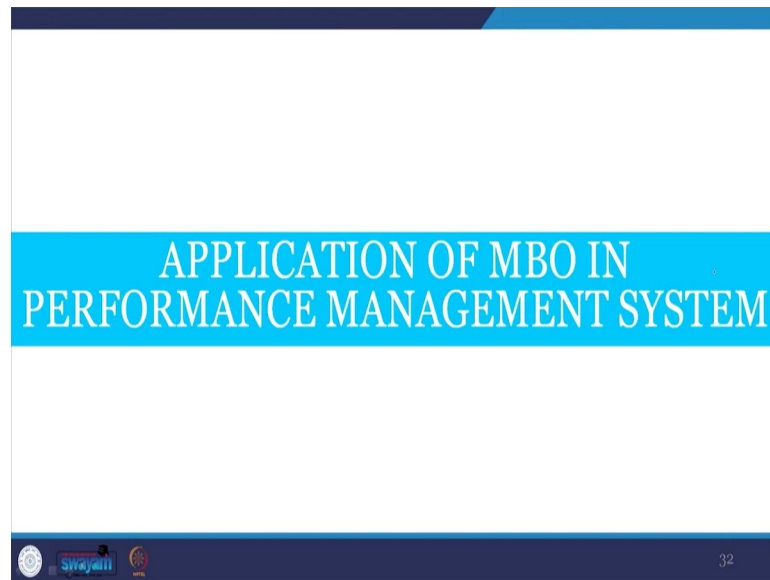 APPLICATION OF MBO IN
PERFORMANCE MANAGEMENT SYSTEM
swayam
32